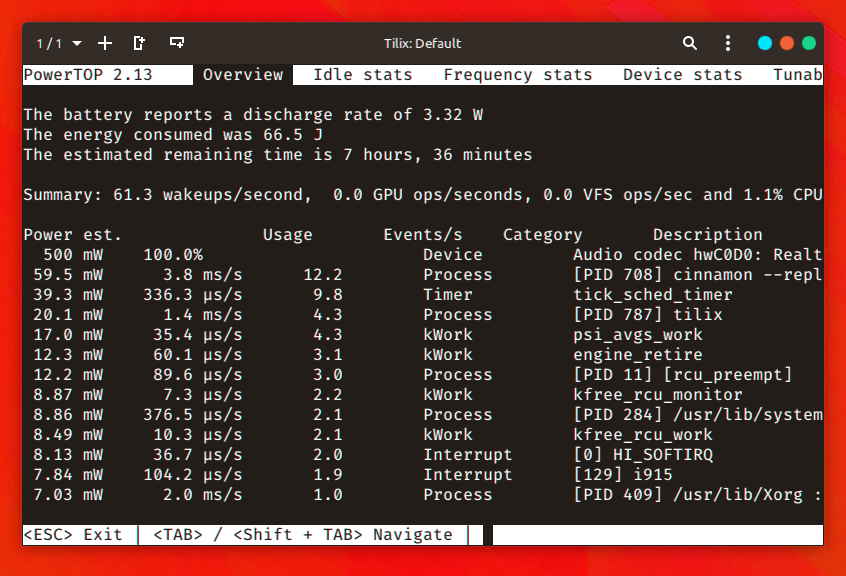 1 / 1
Tilix: Default
PowerTOP 2.13 Overview Idle stats Frequency stats Device stats Tunab
The battery reports a discharge rate of 3.32 W
The energy consumed was 66.5 J
The estimated remaining time is 7 hours, 36 minutes
Summary: 61.3 wakeups/second, 0.0 GPU ops/seconds, 0.0 VFS ops/sec and 1.1% CPU
Power est. Usage Events/s Category Description
500 mW 100.0% Device Audio codec hwC0D0: Realt
59.5 mW 3.8 ms/s 12.2 Process [PID 708] cinnamon --repl
39.3 mW 336.3 µs/s 9.8 Timer tick_sched_timer
20.1 mW 1.4 ms/s 4.3 Process [PID 787] tilix
17.0 mW 35.4 µs/s 4.3 kWork psi_avgs_work
12.3 mW 60.1 µs/s 3.1 kWork engine_retire
12.2 mW 89.6 µs/s 3.0 Process [PID 11] [rcu_preempt]
8.87 mW 7.3 µs/s 2.2 kWork kfree_rcu_monitor
8.86 mW 376.5 µs/s 2.1 Process [PID 284] /usr/lib/system
8.49 mW 10.3 µs/s 2.1 kWork kfree_rcu_work
8.13 mW 36.7 µs/s 2.0 Interrupt [0] HI_SOFTIRQ
7.84 mW 104.2 µs/s 1.9 Interrupt [129] i915
7.03 mW 2.0 ms/s 1.0 Process [PID 409] /usr/lib/Xorg :
<ESC> Exit | <TAB> / <Shift + TAB> Navigate |